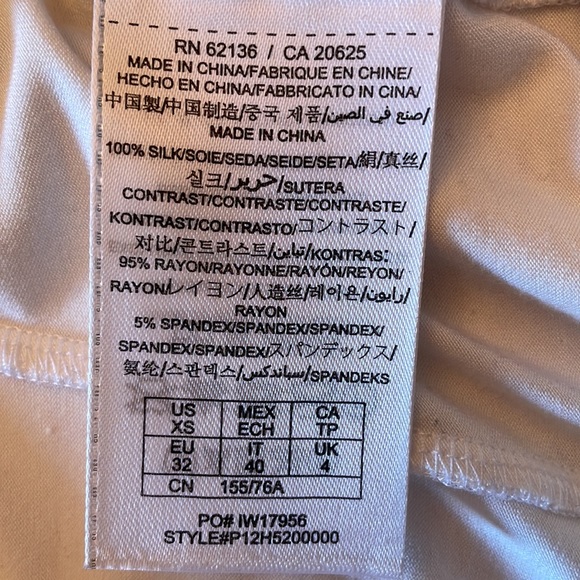 RN 62136 / CA 20625
MADE IN CHINA/FABRIQUE EN CHINE/
HECHO EN CHINA/FABBRICATO IN CINA/
中国製/中国制造/중국 제품/صنع في الصين/
MADE IN CHINA
100% SILK/SOIE/SEDA/SEIDE/SETA/絹/真丝/
실크/حرير/SUTERA
CONTRAST/CONTRASTE/CONTRASTE/
KONTRAST/CONTRASTO/コントラスト/
对比/콘트라스트/تباين/KONTRAS:
95% RAYON/RAYONNE/RAYON/REYON/
RAYON/レイヨン/人造丝/레이온/رايون/
RAYON
5% SPANDEX/SPANDEX/SPANDEX/
SPANDEX/SPANDEX/スパンデックス/
氨纶/스판덱스/سباندكس/SPANDEKS
US MEX CA
XS ECH TP
EU IT UK
32 40 4
CN 155/76A
PO# IW17956
STYLE#P12H5200000